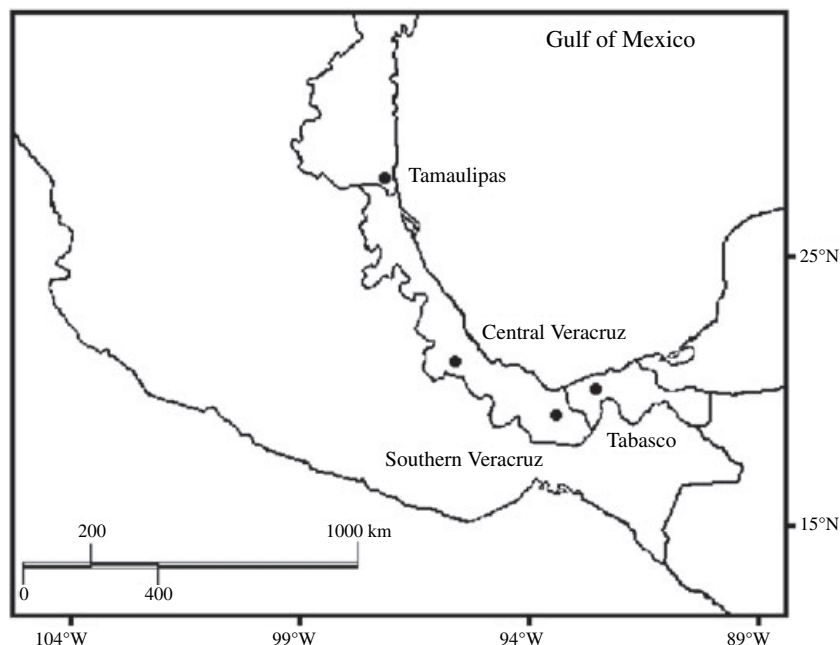 Gulf of Mexico
Tamaulipas
25°N
Central Veracruz
Tabasco
Southern Veracruz
15°N
200 1000 km
0 400
104°W 99°W 94°W 89°W